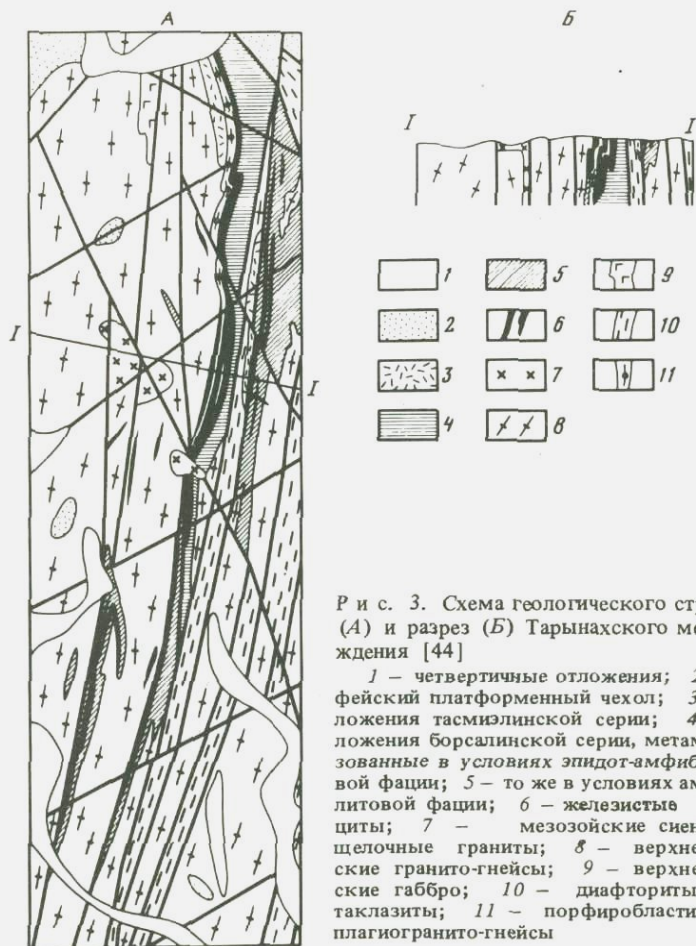 А
Б
I I
I I
1 5 9
2 6 10
3 7 11
4 8
Р и с. 3. Схема геологического ст
(А) и разрез (Б) Тарынахского ме
ждения [44]
1 — четвертичные отложения; 2
фейский платформенный чехол; 3
ложения тасмиэлинской серии; 4
ложения борсалинской серии, метам
зованные в условиях эпидот-амфиб
вой фации; 5 — то же в условиях ам
литовой фации; 6 — железистые
циты; 7 — мезозойские сиен
щелочные граниты; 8 — верхне
ские гранито-гнейсы; 9 — верхне
ские габбро; 10 — диафториты
таклазиты; 11 — порфиробласти
плагиогранито-гнейсы